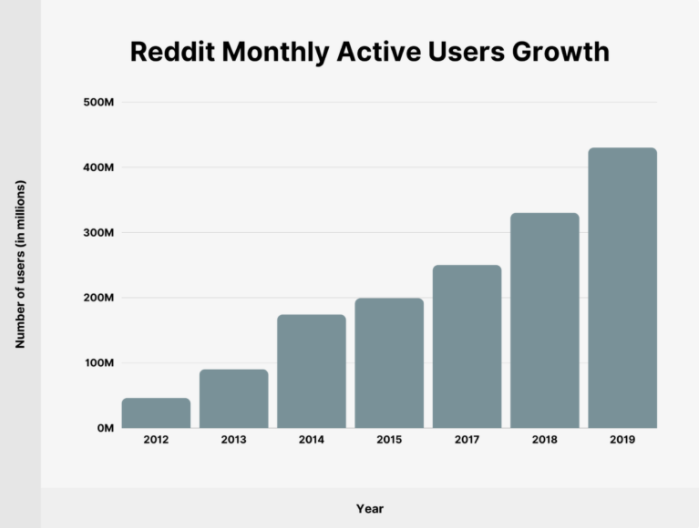 Reddit Monthly Active Users Growth
500M
400M
300M
200M
100M
0M
Number of users (in millions)
2012 2013 2014 2015 2017 2018 2019
Year